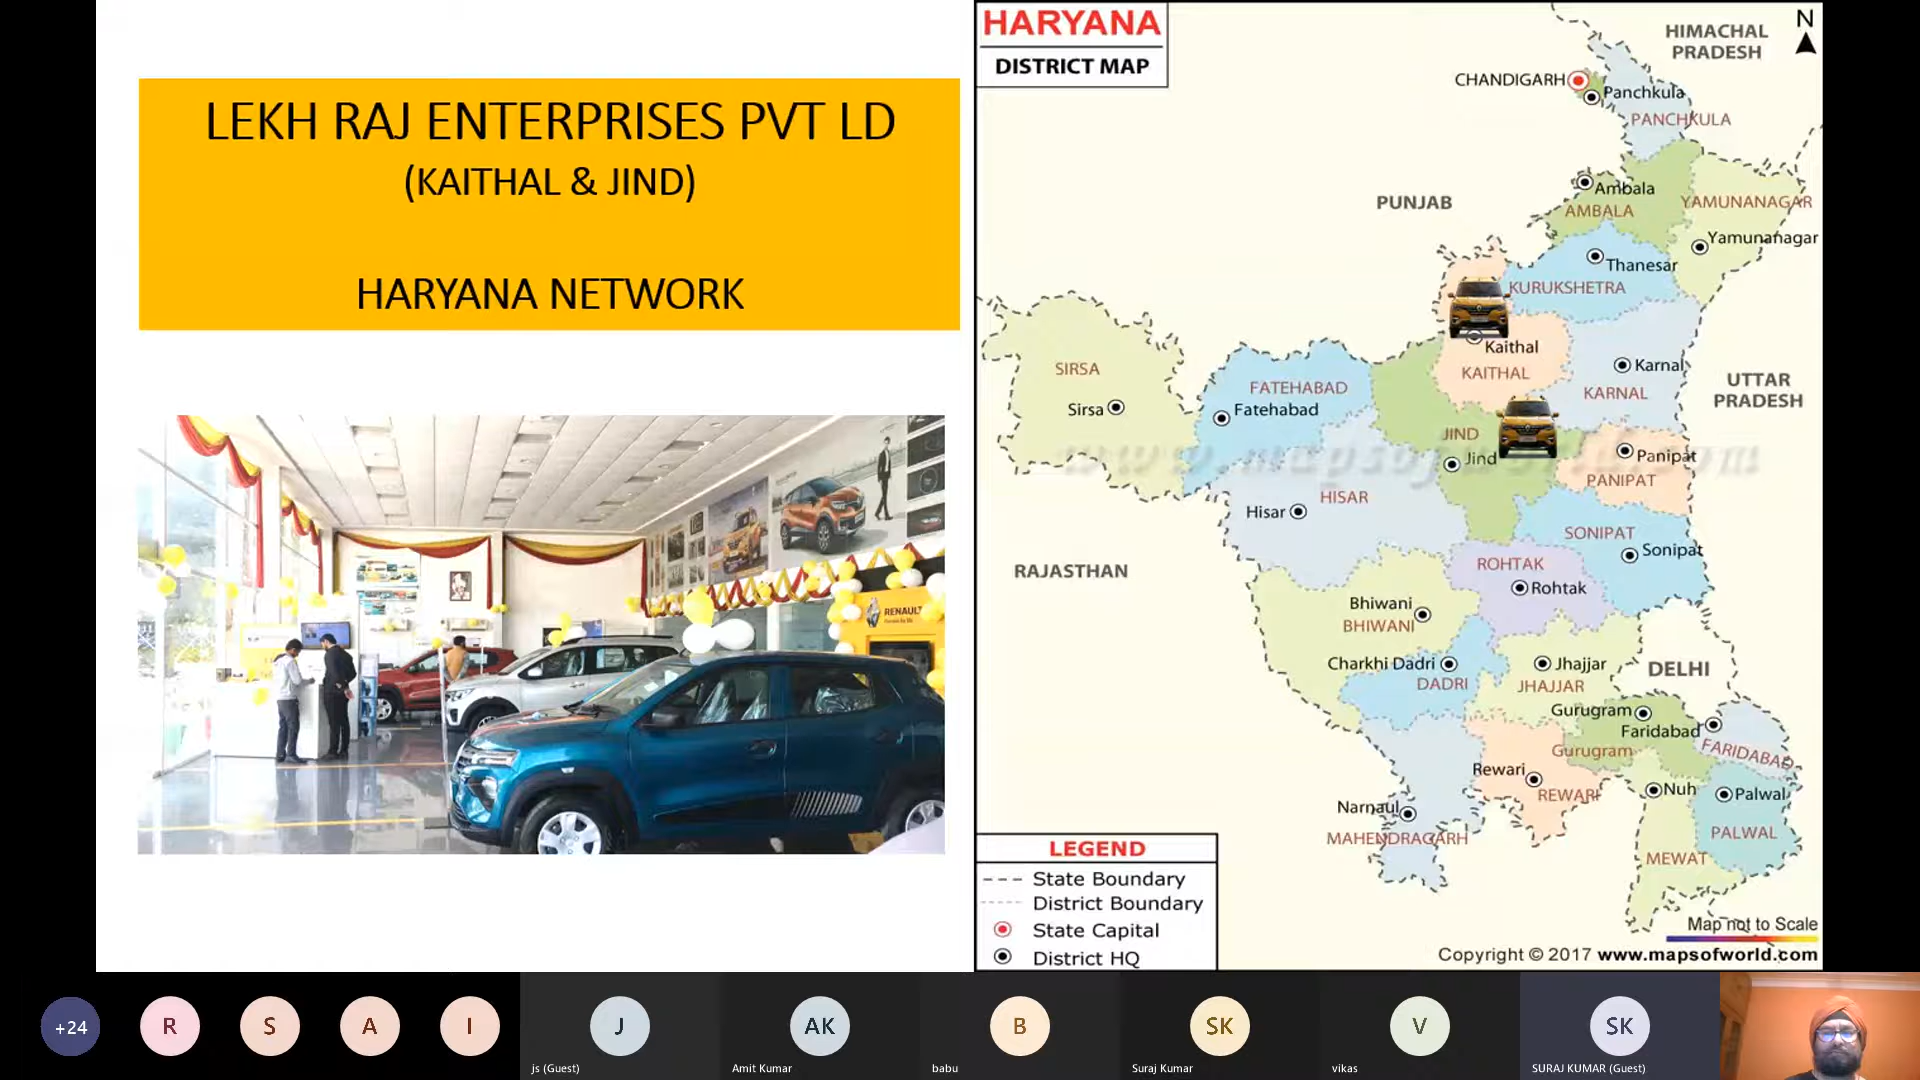 LEKH RAJ ENTERPRISES PVT LD
(KAITHAL & JIND)
HARYANA NETWORK
RENAULT
HARYANA
DISTRICT MAP
N
HIMACHAL
PRADESH
CHANDIGARH
Panchkula
PANCHKULA
PUNJAB
Ambala
AMBALA
YAMUNANAGAR
Yamunanagar
Thanesar
KURUKSHETRA
Kaithal
KAITHAL
Karnal
KARNAL
UTTAR
PRADESH
SIRSA
Sirsa
FATEHABAD
Fatehabad
JIND
Jind
Panipat
PANIPAT
www.mapsofworld.com
HISAR
Hisar
SONIPAT
Sonipat
RAJASTHAN
ROHTAK
Rohtak
Bhiwani
BHIWANI
Charkhi Dadri
DADRI
Jhajjar
JHAJJAR
DELHI
Gurugram
Faridabad
Gurugram
FARIDABAD
Rewari
REWARI
Nuh
Palwal
Narnaul
MAHENDRAGARH
PALWAL
MEWAT
LEGEND
State Boundary
District Boundary
State Capital
District HQ
Map not to Scale
Copyright © 2017 www.mapsofworld.com
+24
R
S
A
I
J
AK
B
SK
V
SK
js (Guest)
Amit Kumar
babu
Suraj Kumar
vikas
SURAJ KUMAR (Guest)